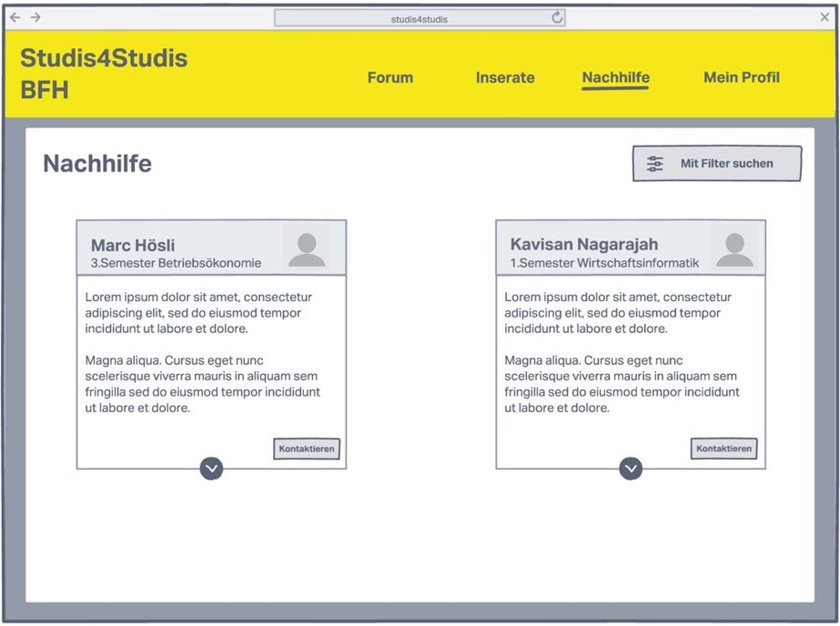 studis4studis
Studis4Studis
BFH
Forum
Inserate
Nachhilfe
Mein Profil
Nachhilfe
Mit Filter suchen
Marc Hösli
3.Semester Betriebsökonomie
Lorem ipsum dolor sit amet, consectetur
adipiscing elit, sed do eiusmod tempor
incididunt ut labore et dolore.
Magna aliqua. Cursus eget nunc
scelerisque viverra mauris in aliquam sem
fringilla sed do eiusmod tempor incididunt
ut labore et dolore.
Kontaktieren
Kavisan Nagarajah
1.Semester Wirtschaftsinformatik
Lorem ipsum dolor sit amet, consectetur
adipiscing elit, sed do eiusmod tempor
incididunt ut labore et dolore.
Magna aliqua. Cursus eget nunc
scelerisque viverra mauris in aliquam sem
fringilla sed do eiusmod tempor incididunt
ut labore et dolore.
Kontaktieren